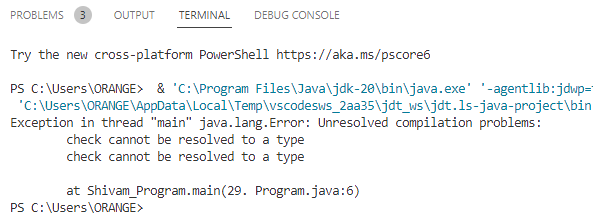 PROBLEMS 3 OUTPUT TERMINAL DEBUG CONSOLE
Try the new cross-platform PowerShell https://aka.ms/pscore6
PS C:\Users\ORANGE>  & 'C:\Program Files\Java\jdk-20\bin\java.exe' '-agentlib:jdwp=
'C:\Users\ORANGE\AppData\Local\Temp\vscodesws_2aa35\jdt_ws\jdt.ls-java-project\bin
Exception in thread "main" java.lang.Error: Unresolved compilation problems:
check cannot be resolved to a type
check cannot be resolved to a type
at Shivam_Program.main(29. Program.java:6)
PS C:\Users\ORANGE>